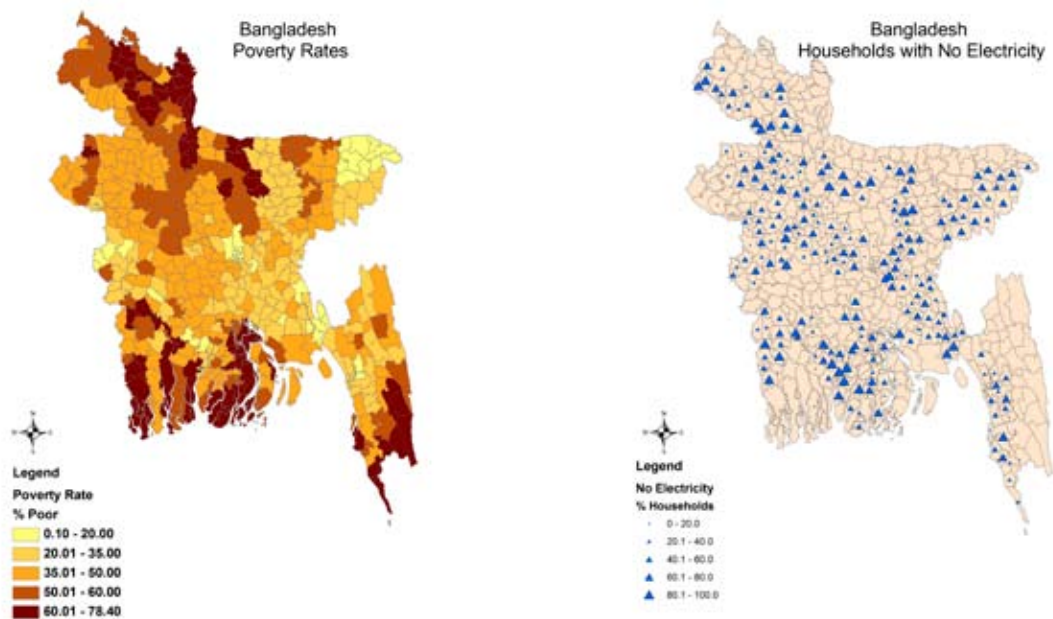 Bangladesh
Poverty Rates
N
W E
S
Legend
Poverty Rate
% Poor
0.10 - 20.00
20.01 - 35.00
35.01 - 50.00
50.01 - 60.00
60.01 - 78.40
Bangladesh
Households with No Electricity
N
W E
S
Legend
No Electricity
% Households
0 - 20.0
20.1 - 40.0
40.1 - 60.0
60.1 - 80.0
80.1 - 100.0